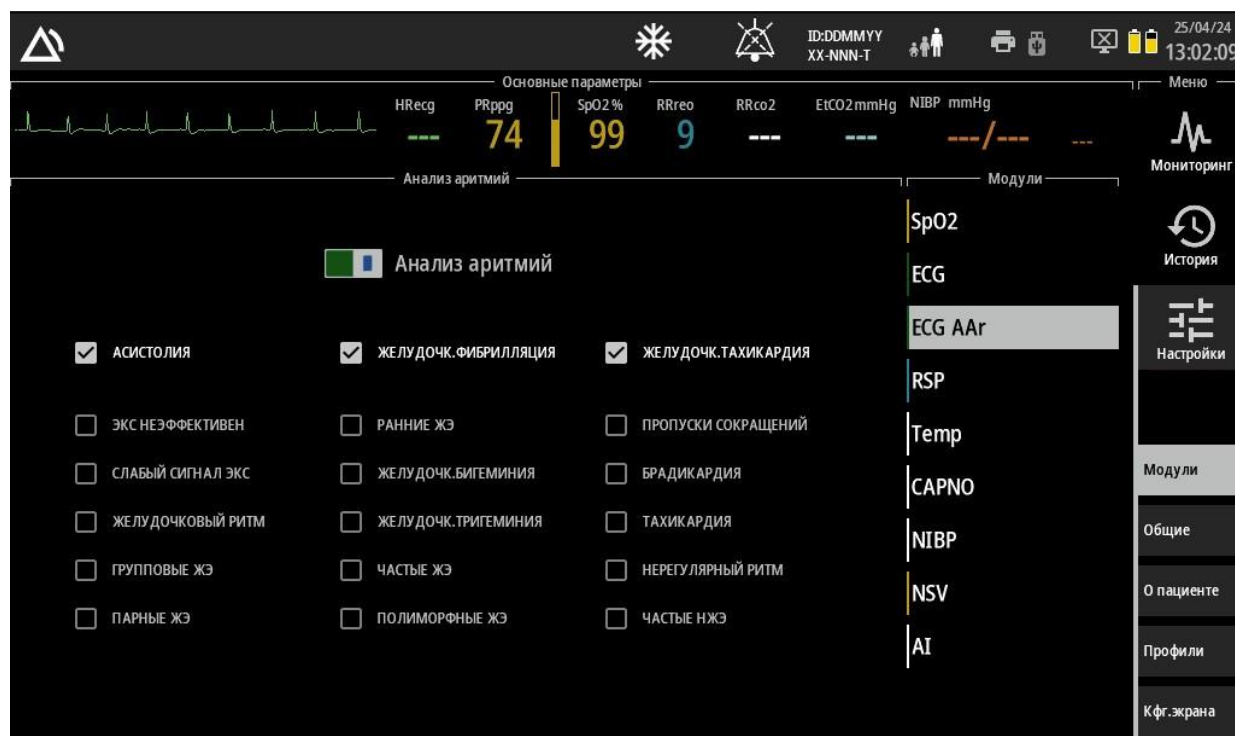 ID:DDMMYY
XX-NNN-T
25/04/24
13:02:09
Основные параметры
Меню
HRecg PRppg SpO2% RRreo RRco2 EtCO2mmHg NIBP mmHg
--- 74 99 9 --- --- ---/--- ---
Мониторинг
Анализ аритмий
Модули
SpO2
История
Анализ аритмий
ECG
ECG AAr
Настройки
АСИСТОЛИЯ ЖЕЛУДОЧК.ФИБРИЛЛЯЦИЯ ЖЕЛУДОЧК.ТАХИКАРДИЯ
RSP
ЭКС НЕЭФФЕКТИВЕН РАННИЕ ЖЭ ПРОПУСКИ СОКРАЩЕНИЙ
Temp
СЛАБЫЙ СИГНАЛ ЭКС ЖЕЛУДОЧК.БИГЕМИНИЯ БРАДИКАРДИЯ
Модули
CAPNO
ЖЕЛУДОЧКОВЫЙ РИТМ ЖЕЛУДОЧК.ТРИГЕМИНИЯ ТАХИКАРДИЯ
Общие
NIBP
ГРУППОВЫЕ ЖЭ ЧАСТЫЕ ЖЭ НЕРЕГУЛЯРНЫЙ РИТМ
NSV
О пациенте
ПАРНЫЕ ЖЭ ПОЛИМОРФНЫЕ ЖЭ ЧАСТЫЕ НЖЭ
AI
Профили
Кфг.экрана